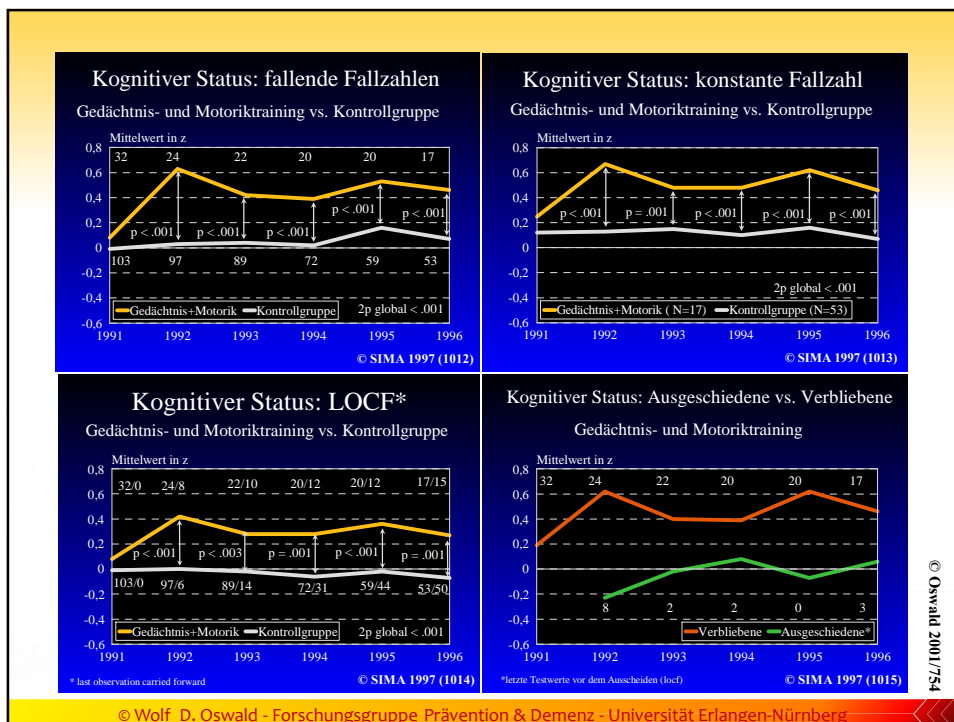 Kognitiver Status: fallende Fallzahlen
Gedächtnis- und Motoriktraining vs. Kontrollgruppe
Mittelwert in z
0,8
32 24 22 20 20 17
0,6
0,4
0,2
p < .001 p < .001 p < .001 p < .001 p < .001
0
103 97 89 72 59 53
-0,2
-0,4
Gedächtnis+Motorik Kontrollgruppe 2p global < .001
-0,6
1991 1992 1993 1994 1995 1996
© SIMA 1997 (1012)
Kognitiver Status: konstante Fallzahl
Gedächtnis- und Motoriktraining vs. Kontrollgruppe
Mittelwert in z
0,8
0,6
0,4
p < .001 p = .001 p < .001 p < .001 p < .001
0,2
0
-0,2
2p global < .001
-0,4
Gedächtnis+Motorik ( N=17) Kontrollgruppe (N=53)
-0,6
1991 1992 1993 1994 1995 1996
© SIMA 1997 (1013)
Kognitiver Status: LOCF*
Gedächtnis- und Motoriktraining vs. Kontrollgruppe
Mittelwert in z
0,8
32/0 24/8 22/10 20/12 20/12 17/15
0,6
0,4
0,2
p < .001 p < .003 p = .001 p < .001 p = .001
0
103/0 97/6 89/14 72/31 59/44 53/50
-0,2
-0,4
Gedächtnis+Motorik Kontrollgruppe 2p global < .001
-0,6
1991 1992 1993 1994 1995 1996
* last observation carried forward
© SIMA 1997 (1014)
Kognitiver Status: Ausgeschiedene vs. Verbliebene
Gedächtnis- und Motoriktraining
Mittelwert in z
0,8
32 24 22 20 20 17
0,6
0,4
0,2
0
-0,2
8 2 2 0 3
-0,4
Verbliebene Ausgeschiedene*
-0,6
1991 1992 1993 1994 1995 1996
*letzte Testwerte vor dem Ausscheiden (locf)
© SIMA 1997 (1015)
© Oswald 2001/754
© Wolf D. Oswald - Forschungsgruppe Prävention & Demenz - Universität Erlangen-Nürnberg